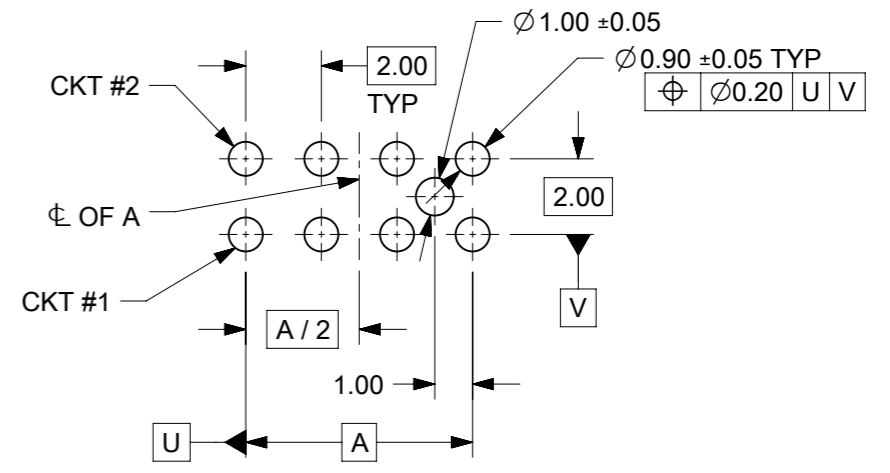 ∅1.00 ±0.05
2.00
TYP
∅0.90 ±0.05 TYP
⌖ ∅0.20 U V
CKT #2
℄ OF A
2.00
CKT #1
V
A / 2
1.00
U
A